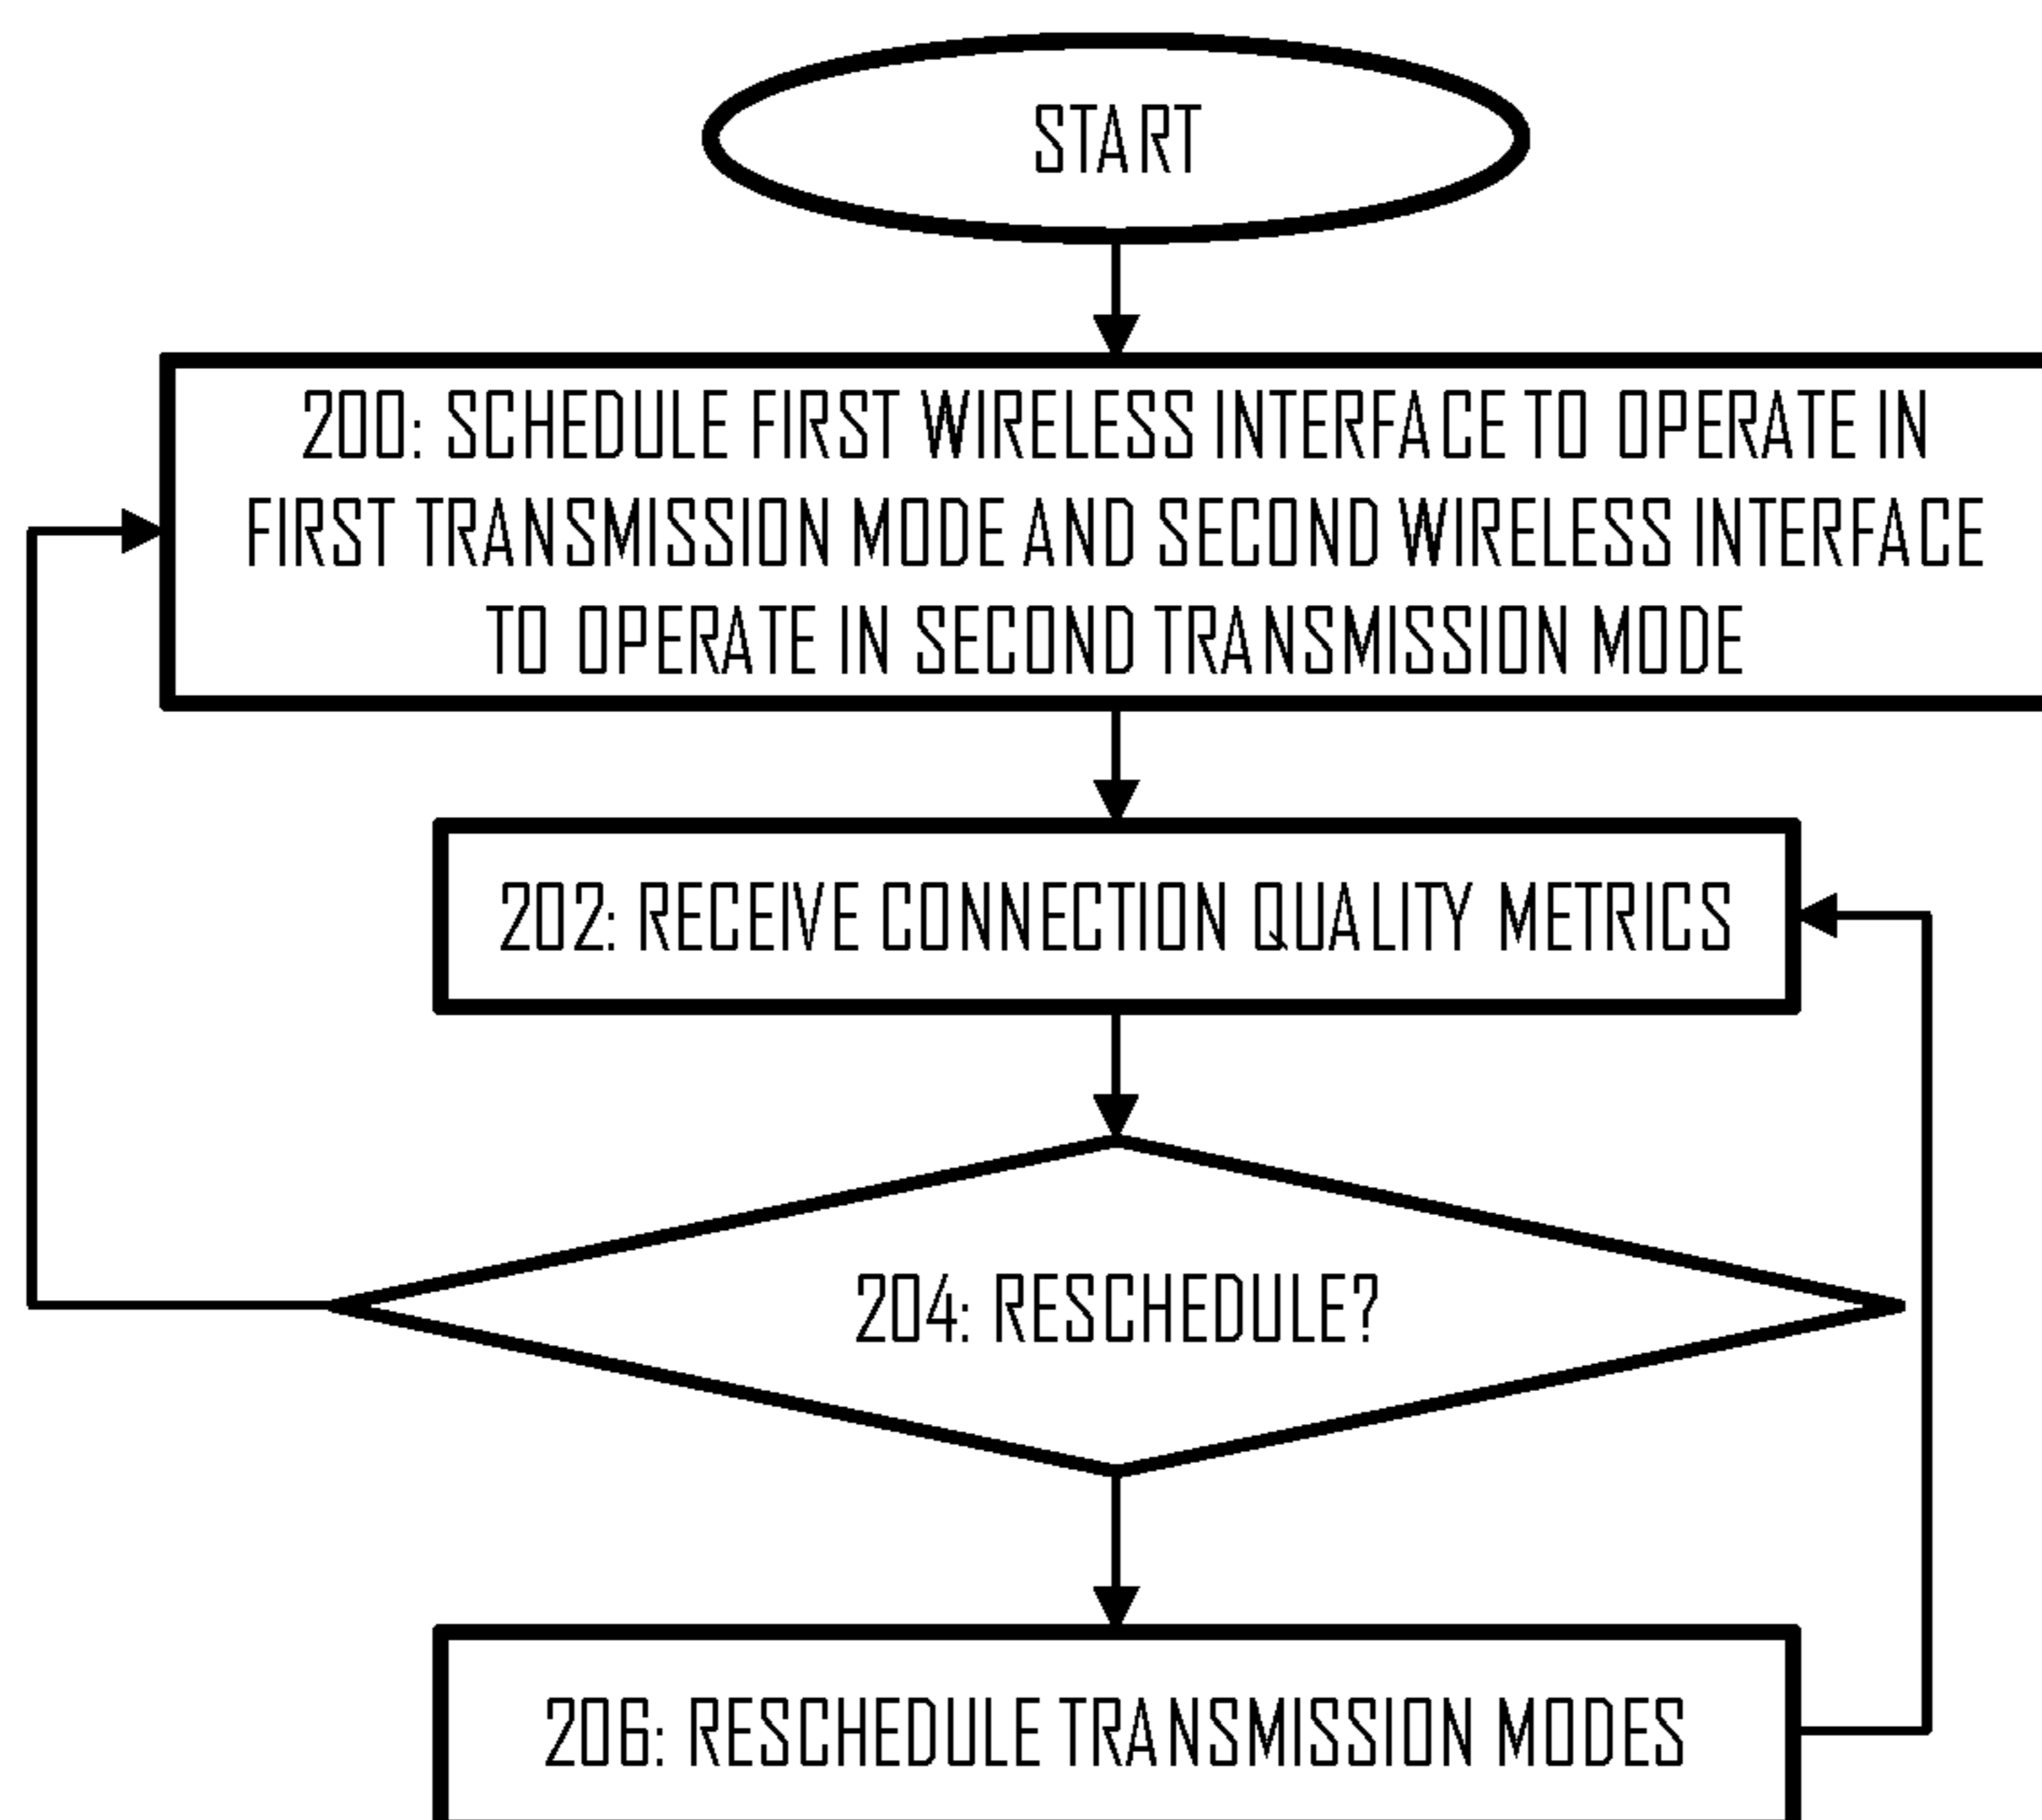 START
200: SCHEDULE FIRST WIRELESS INTERFACE TO OPERATE IN
FIRST TRANSMISSION MODE AND SECOND WIRELESS INTERFACE
TO OPERATE IN SECOND TRANSMISSION MODE
202: RECEIVE CONNECTION QUALITY METRICS
204: RESCHEDULE?
206: RESCHEDULE TRANSMISSION MODES